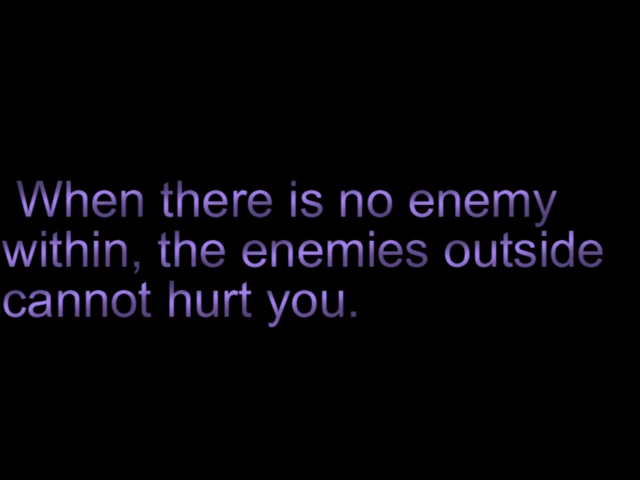 When there is no enemy
within, the enemies outside
cannot hurt you.